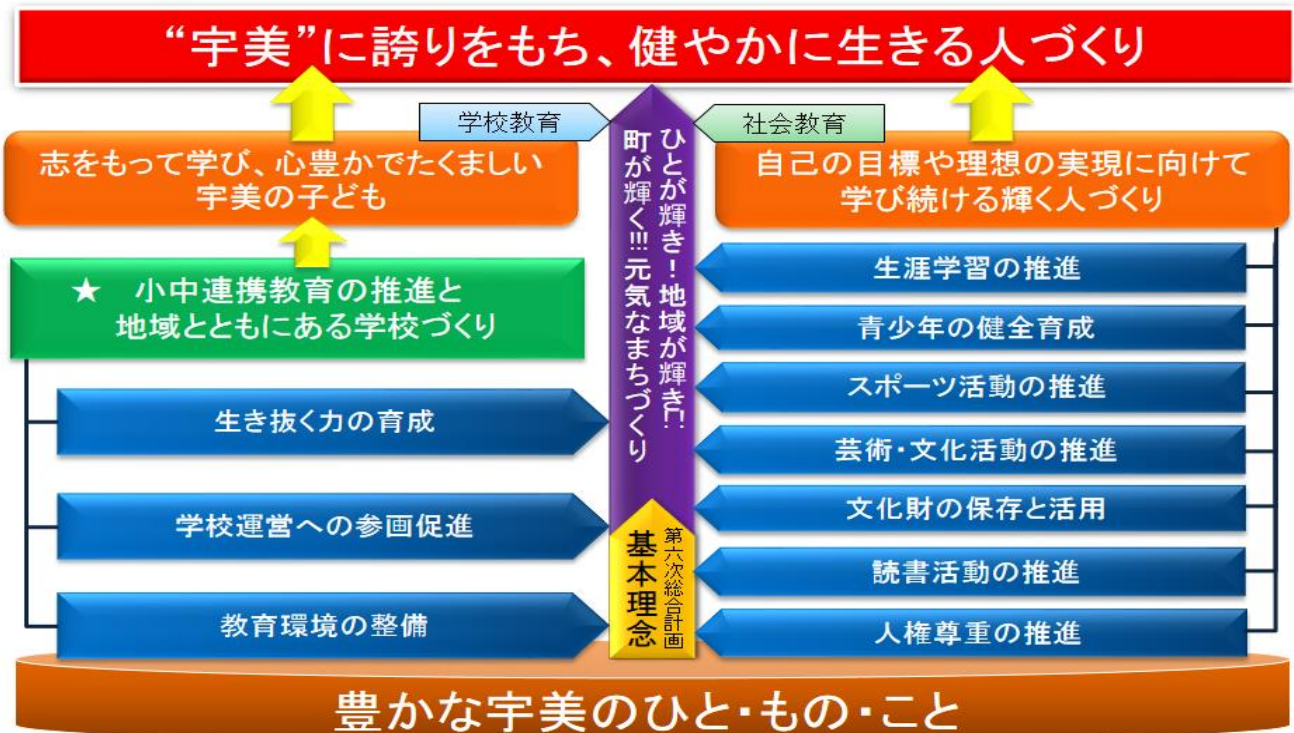 “宇美”に誇りをもち、健やかに生きる人づくり
学校教育
社会教育
志をもって学び、心豊かでたくましい
宇美の子ども
★　小中連携教育の推進と
地域とともにある学校づくり
生き抜く力の育成
学校運営への参画促進
教育環境の整備
ひとが輝き！地域が輝き！！
町が輝く!!!元気なまちづくり
第六次総合計画
基本理念
自己の目標や理想の実現に向けて
学び続ける輝く人づくり
生涯学習の推進
青少年の健全育成
スポーツ活動の推進
芸術・文化活動の推進
文化財の保存と活用
読書活動の推進
人権尊重の推進
豊かな宇美のひと・もの・こと